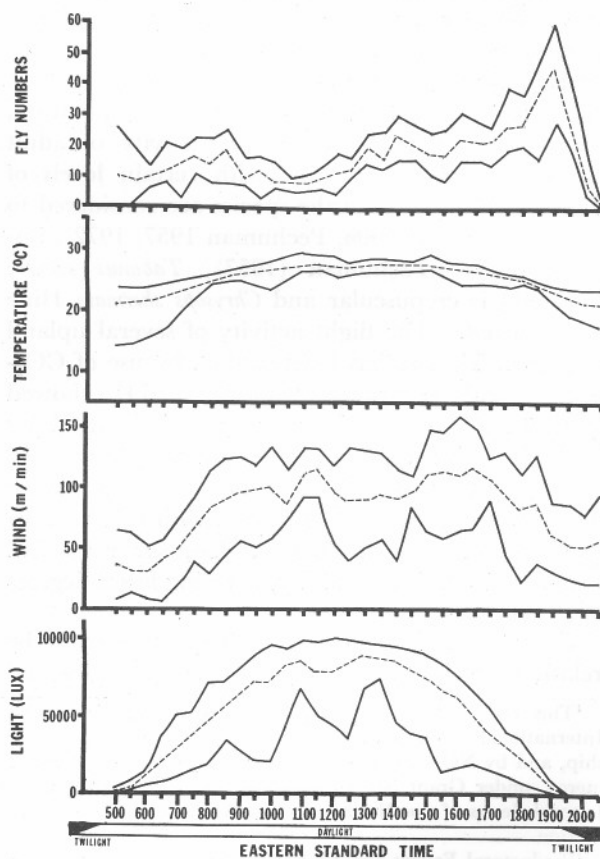 FLY NUMBERS
60
50
40
30
20
10
0
TEMPERATURE (°C)
30
20
10
WIND (m/min)
150
100
50
0
LIGHT (LUX)
100000
50000
0
500 600 700 800 900 1000 1100 1200 1300 1400 1500 1600 1700 1800 1900 2000
DAYLIGHT
TWILIGHT TWILIGHT
EASTERN STANDARD TIME